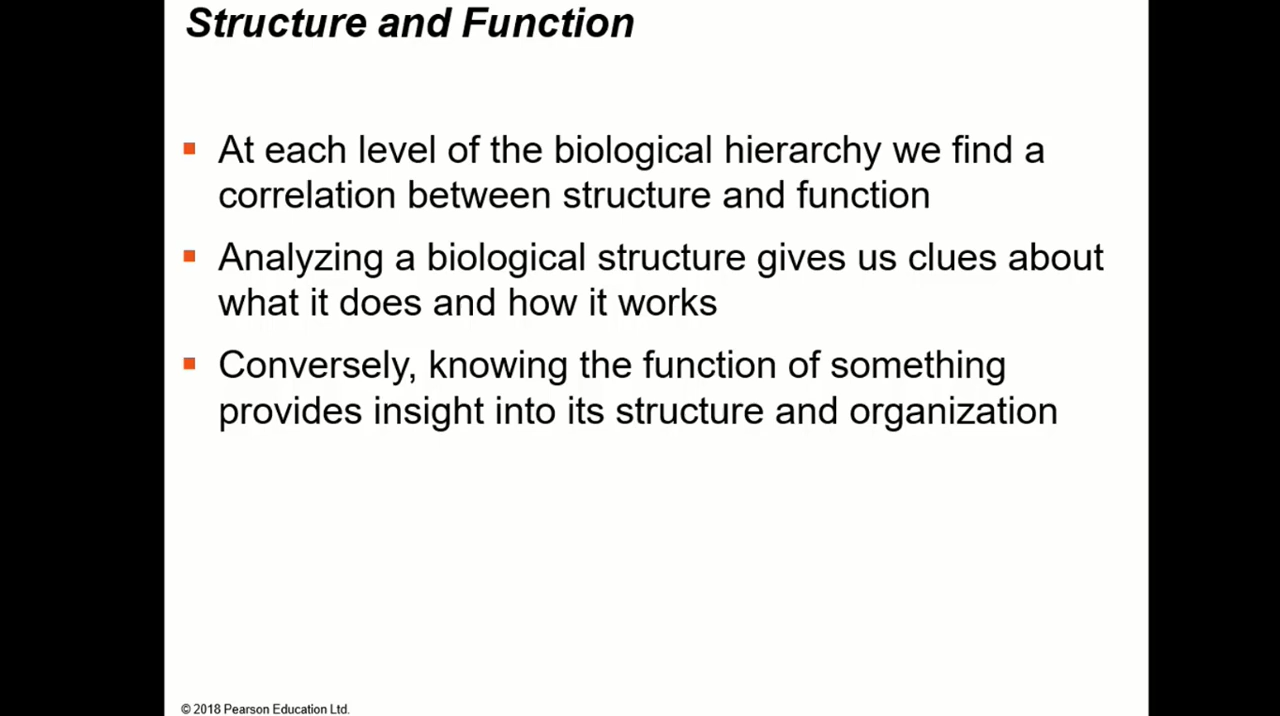 Structure and Function
At each level of the biological hierarchy we find a
correlation between structure and function
Analyzing a biological structure gives us clues about
what it does and how it works
Conversely, knowing the function of something
provides insight into its structure and organization
© 2018 Pearson Education Ltd.